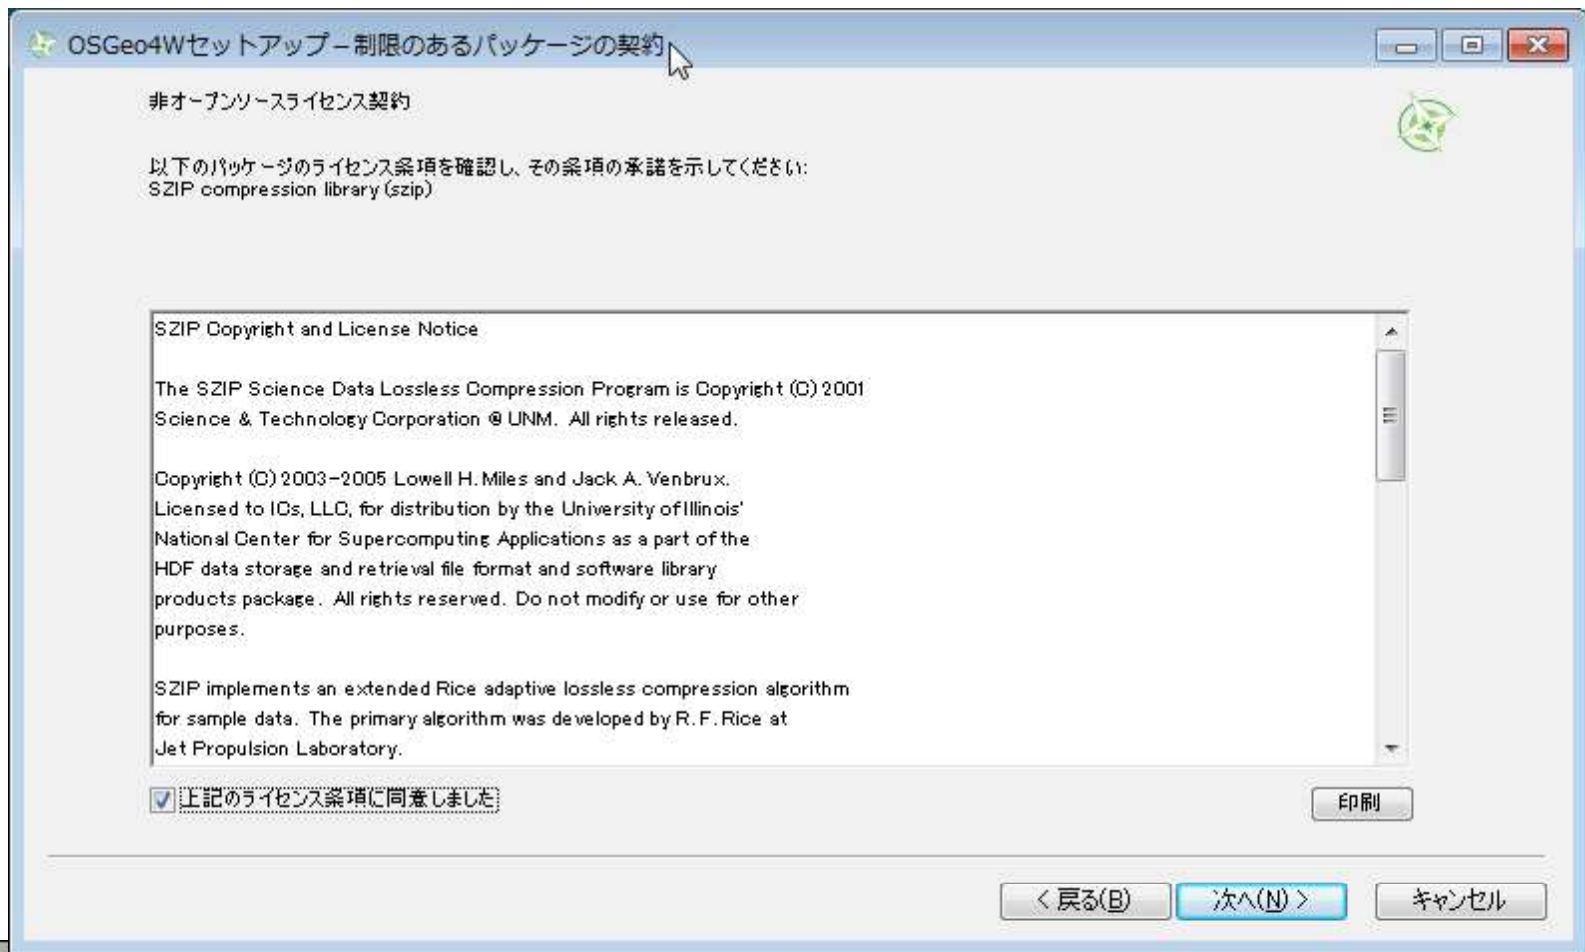 OSGeo4Wセットアップ－制限のあるパッケージの契約
非オープンソースライセンス契約
以下のパッケージのライセンス条項を確認し、その条項の承諾を示してください:
SZIP compression library (szip)
SZIP Copyright and License Notice
The SZIP Science Data Lossless Compression Program is Copyright (C) 2001
Science & Technology Corporation @ UNM. All rights released.
Copyright (C) 2003-2005 Lowell H. Miles and Jack A. Venbrux.
Licensed to ICs, LLC, for distribution by the University of Illinois'
National Center for Supercomputing Applications as a part of the
HDF data storage and retrieval file format and software library
products package. All rights reserved. Do not modify or use for other
purposes.
SZIP implements an extended Rice adaptive lossless compression algorithm
for sample data. The primary algorithm was developed by R. F. Rice at
Jet Propulsion Laboratory.
上記のライセンス条項に同意しました
印刷
< 戻る(B)
次へ(N) >
キャンセル